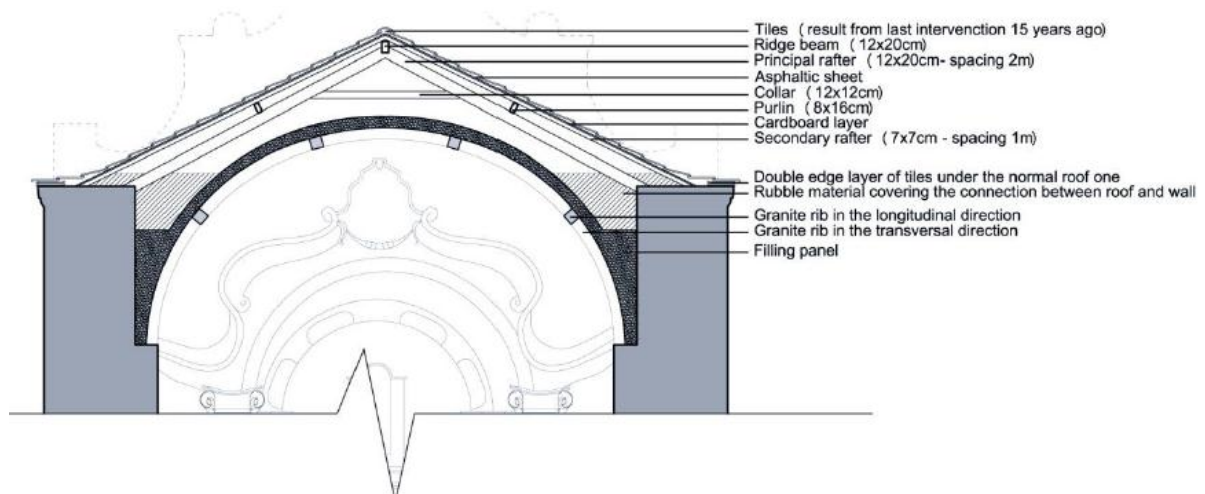 Tiles ( result from last intervenction 15 years ago)
Ridge beam ( 12x20cm)
Principal rafter ( 12x20cm- spacing 2m)
Asphaltic sheet
Collar ( 12x12cm)
Purlin ( 8x16cm)
Cardboard layer
Secondary rafter ( 7x7cm - spacing 1m)
Double edge layer of tiles under the normal roof one
Rubble material covering the connection between roof and wall
Granite rib in the longitudinal direction
Granite rib in the transversal direction
Filling panel